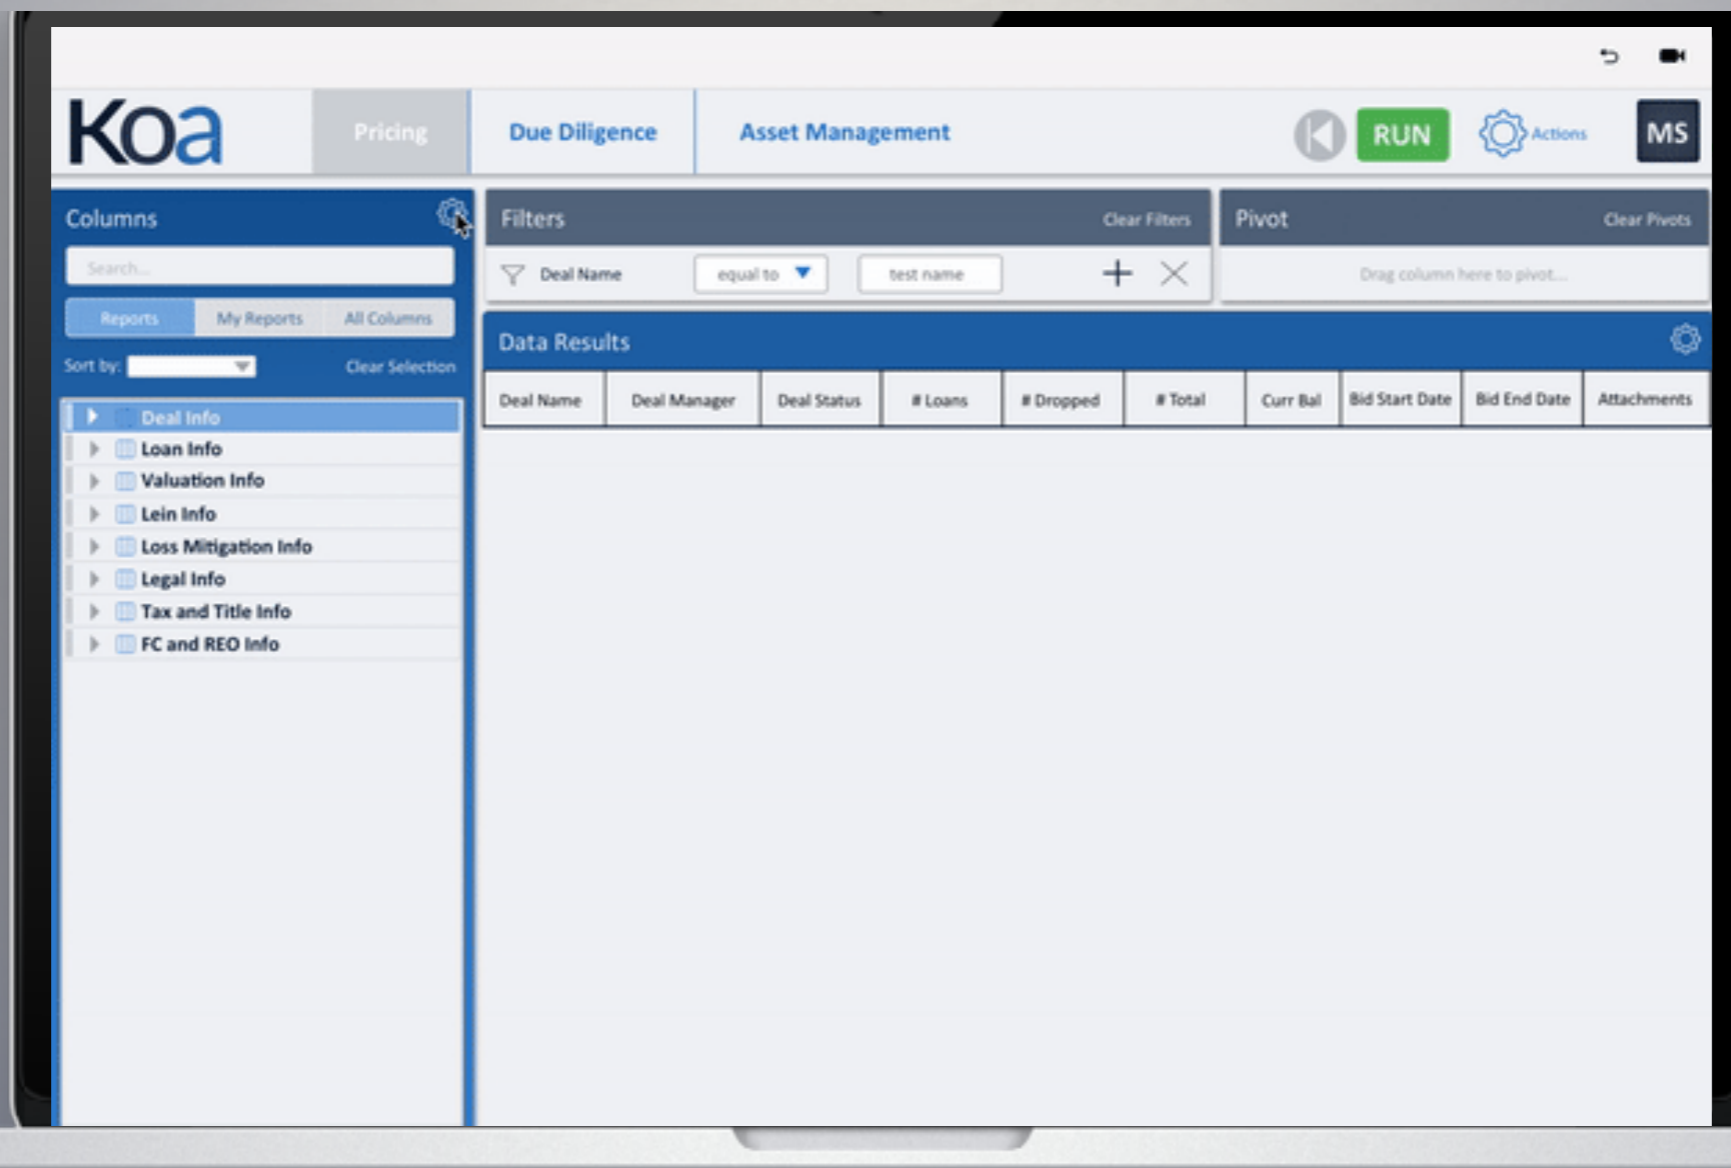 Koa
Pricing
Due Diligence
Asset Management
RUN
Actions
MS
Columns
Search...
Reports
My Reports
All Columns
Sort by:
Clear Selection
Deal Info
Loan Info
Valuation Info
Lein Info
Loss Mitigation Info
Legal Info
Tax and Title Info
FC and REO Info
Filters
Clear Filters
Deal Name
equal to
test name
Pivot
Clear Pivots
Drag column here to pivot...
Data Results
Deal Name
Deal Manager
Deal Status
# Loans
# Dropped
# Total
Curr Bal
Bid Start Date
Bid End Date
Attachments